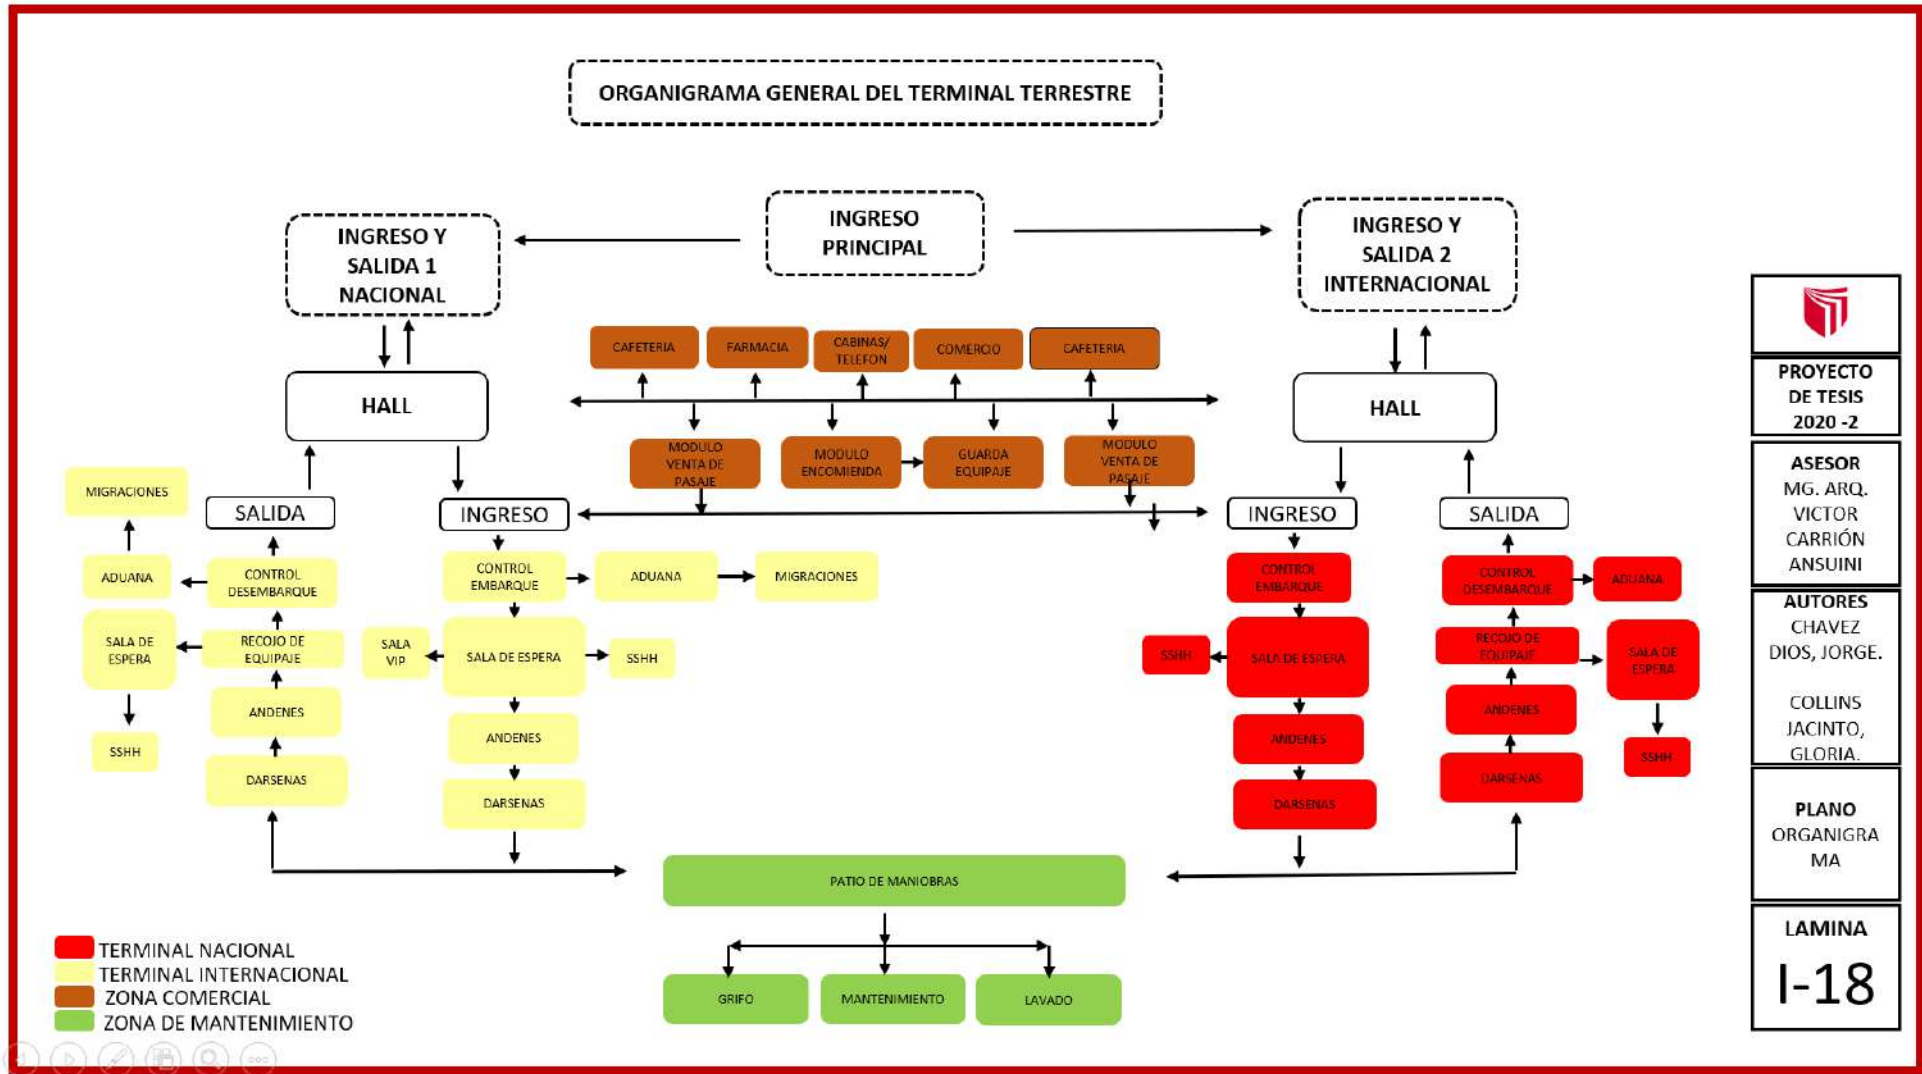 ORGANIGRAMA GENERAL DEL TERMINAL TERRESTRE
INGRESO Y
SALIDA 1
NACIONAL
INGRESO
PRINCIPAL
INGRESO Y
SALIDA 2
INTERNACIONAL
CAFETERIA
FARMACIA
CABINAS/
TELEFON
COMERCIO
CAFETERIA
HALL
HALL
MODULO
VENTA DE
PASAJE
MODULO
ENCOMIENDA
GUARDA
EQUIPAJE
MODULO
VENTA DE
PASAJE
MIGRACIONES
SALIDA
INGRESO
INGRESO
SALIDA
ADUANA
CONTROL
DESEMBARQUE
CONTROL
EMBARQUE
ADUANA
MIGRACIONES
CONTROL
EMBARQUE
CONTROL
DESEMBARQUE
ADUANA
SALA DE
ESPERA
RECOJO DE
EQUIPAJE
SALA
VIP
SALA DE ESPERA
SSHH
SSHH
SALA DE ESPERA
RECOJO DE
EQUIPAJE
SALA DE
ESPERA
SSHH
ANDENES
ANDENES
ANDENES
ANDENES
SSHH
DARSENAS
DARSENAS
DARSENAS
DARSENAS
PATIO DE MANIOBRAS
GRIFO
MANTENIMIENTO
LAVADO
TERMINAL NACIONAL
TERMINAL INTERNACIONAL
ZONA COMERCIAL
ZONA DE MANTENIMIENTO
PROYECTO
DE TESIS
2020 -2
ASESOR
MG. ARQ.
VICTOR
CARRIÓN
ANSUINI
AUTORES
CHAVEZ
DIOS, JORGE.
COLLINS
JACINTO,
GLORIA.
PLANO
ORGANIGRA
MA
LAMINA
I-18